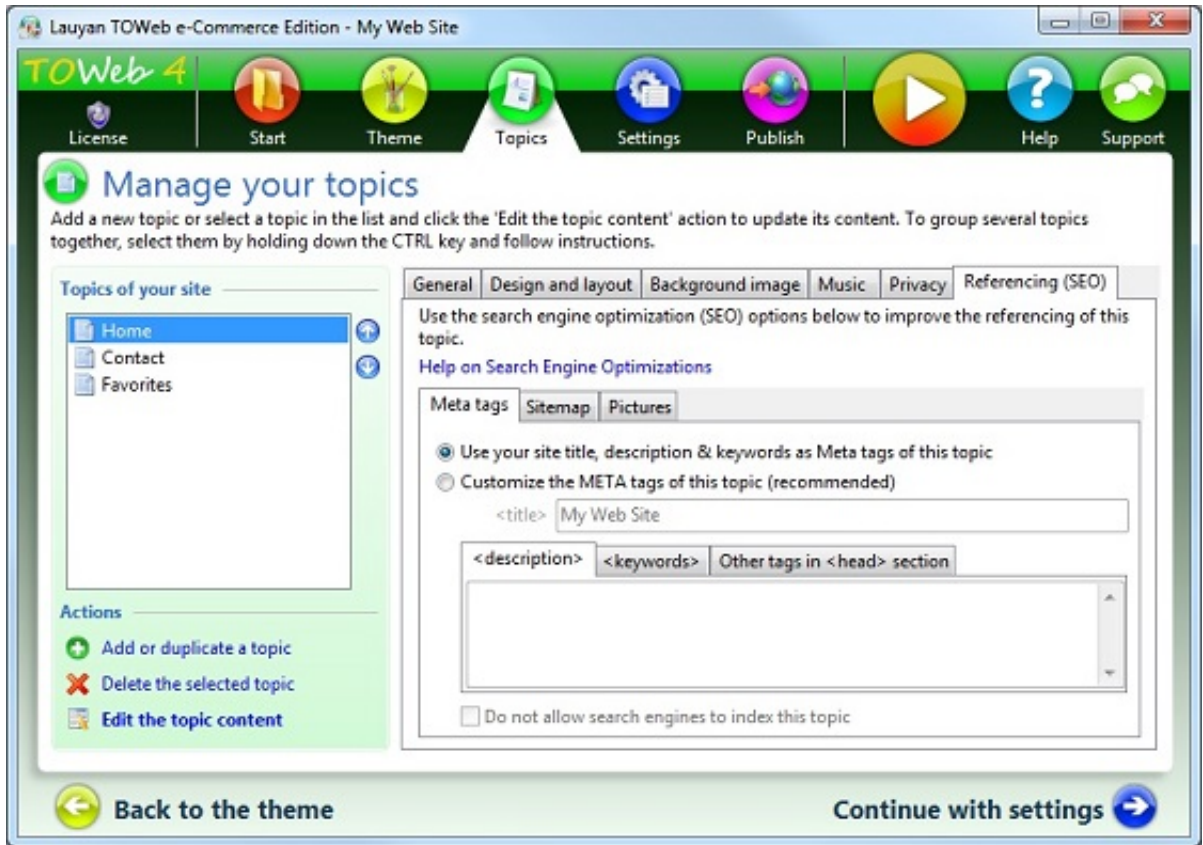 Lauyan TOWeb e-Commerce Edition - My Web Site
TOWeb 4
License
Start
Theme
Topics
Settings
Publish
Help
Support
Manage your topics
Add a new topic or select a topic in the list and click the 'Edit the topic content' action to update its content. To group several topics
together, select them by holding down the CTRL key and follow instructions.
Topics of your site
Home
Contact
Favorites
Actions
Add or duplicate a topic
Delete the selected topic
Edit the topic content
General
Design and layout
Background image
Music
Privacy
Referencing (SEO)
Use the search engine optimization (SEO) options below to improve the referencing of this
topic.
Help on Search Engine Optimizations
Meta tags
Sitemap
Pictures
Use your site title, description & keywords as Meta tags of this topic
Customize the META tags of this topic (recommended)
<title> My Web Site
<description>
<keywords>
Other tags in <head> section
Do not allow search engines to index this topic
Back to the theme
Continue with settings